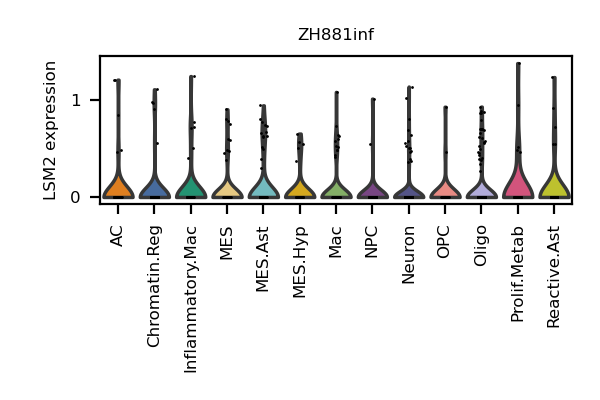 ZH881inf
LSM2 expression
1
0
AC
Chromatin.Reg
Inflammatory.Mac
MES
MES.Ast
MES.Hyp
Mac
NPC
Neuron
OPC
Oligo
Prolif.Metab
Reactive.Ast